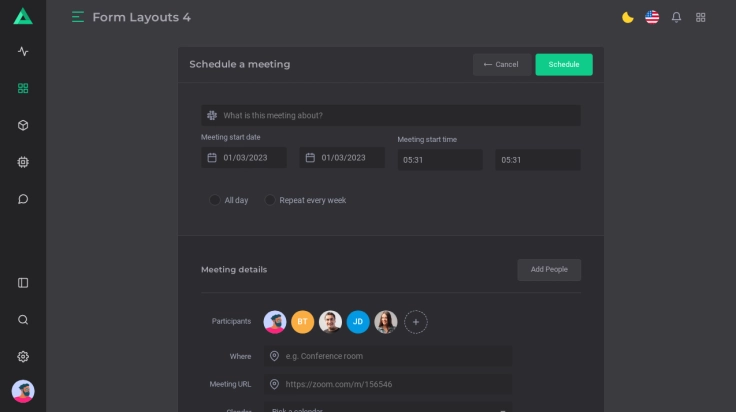 Form Layouts 4
Schedule a meeting
Cancel
Schedule
What is this meeting about?
Meeting start date
Meeting start time
01/03/2023
01/03/2023
05:31
05:31
All day
Repeat every week
Meeting details
Add People
Participants
BT
JD
Where
e.g. Conference room
Meeting URL
https://zoom.com/m/156546
Pick a calendar